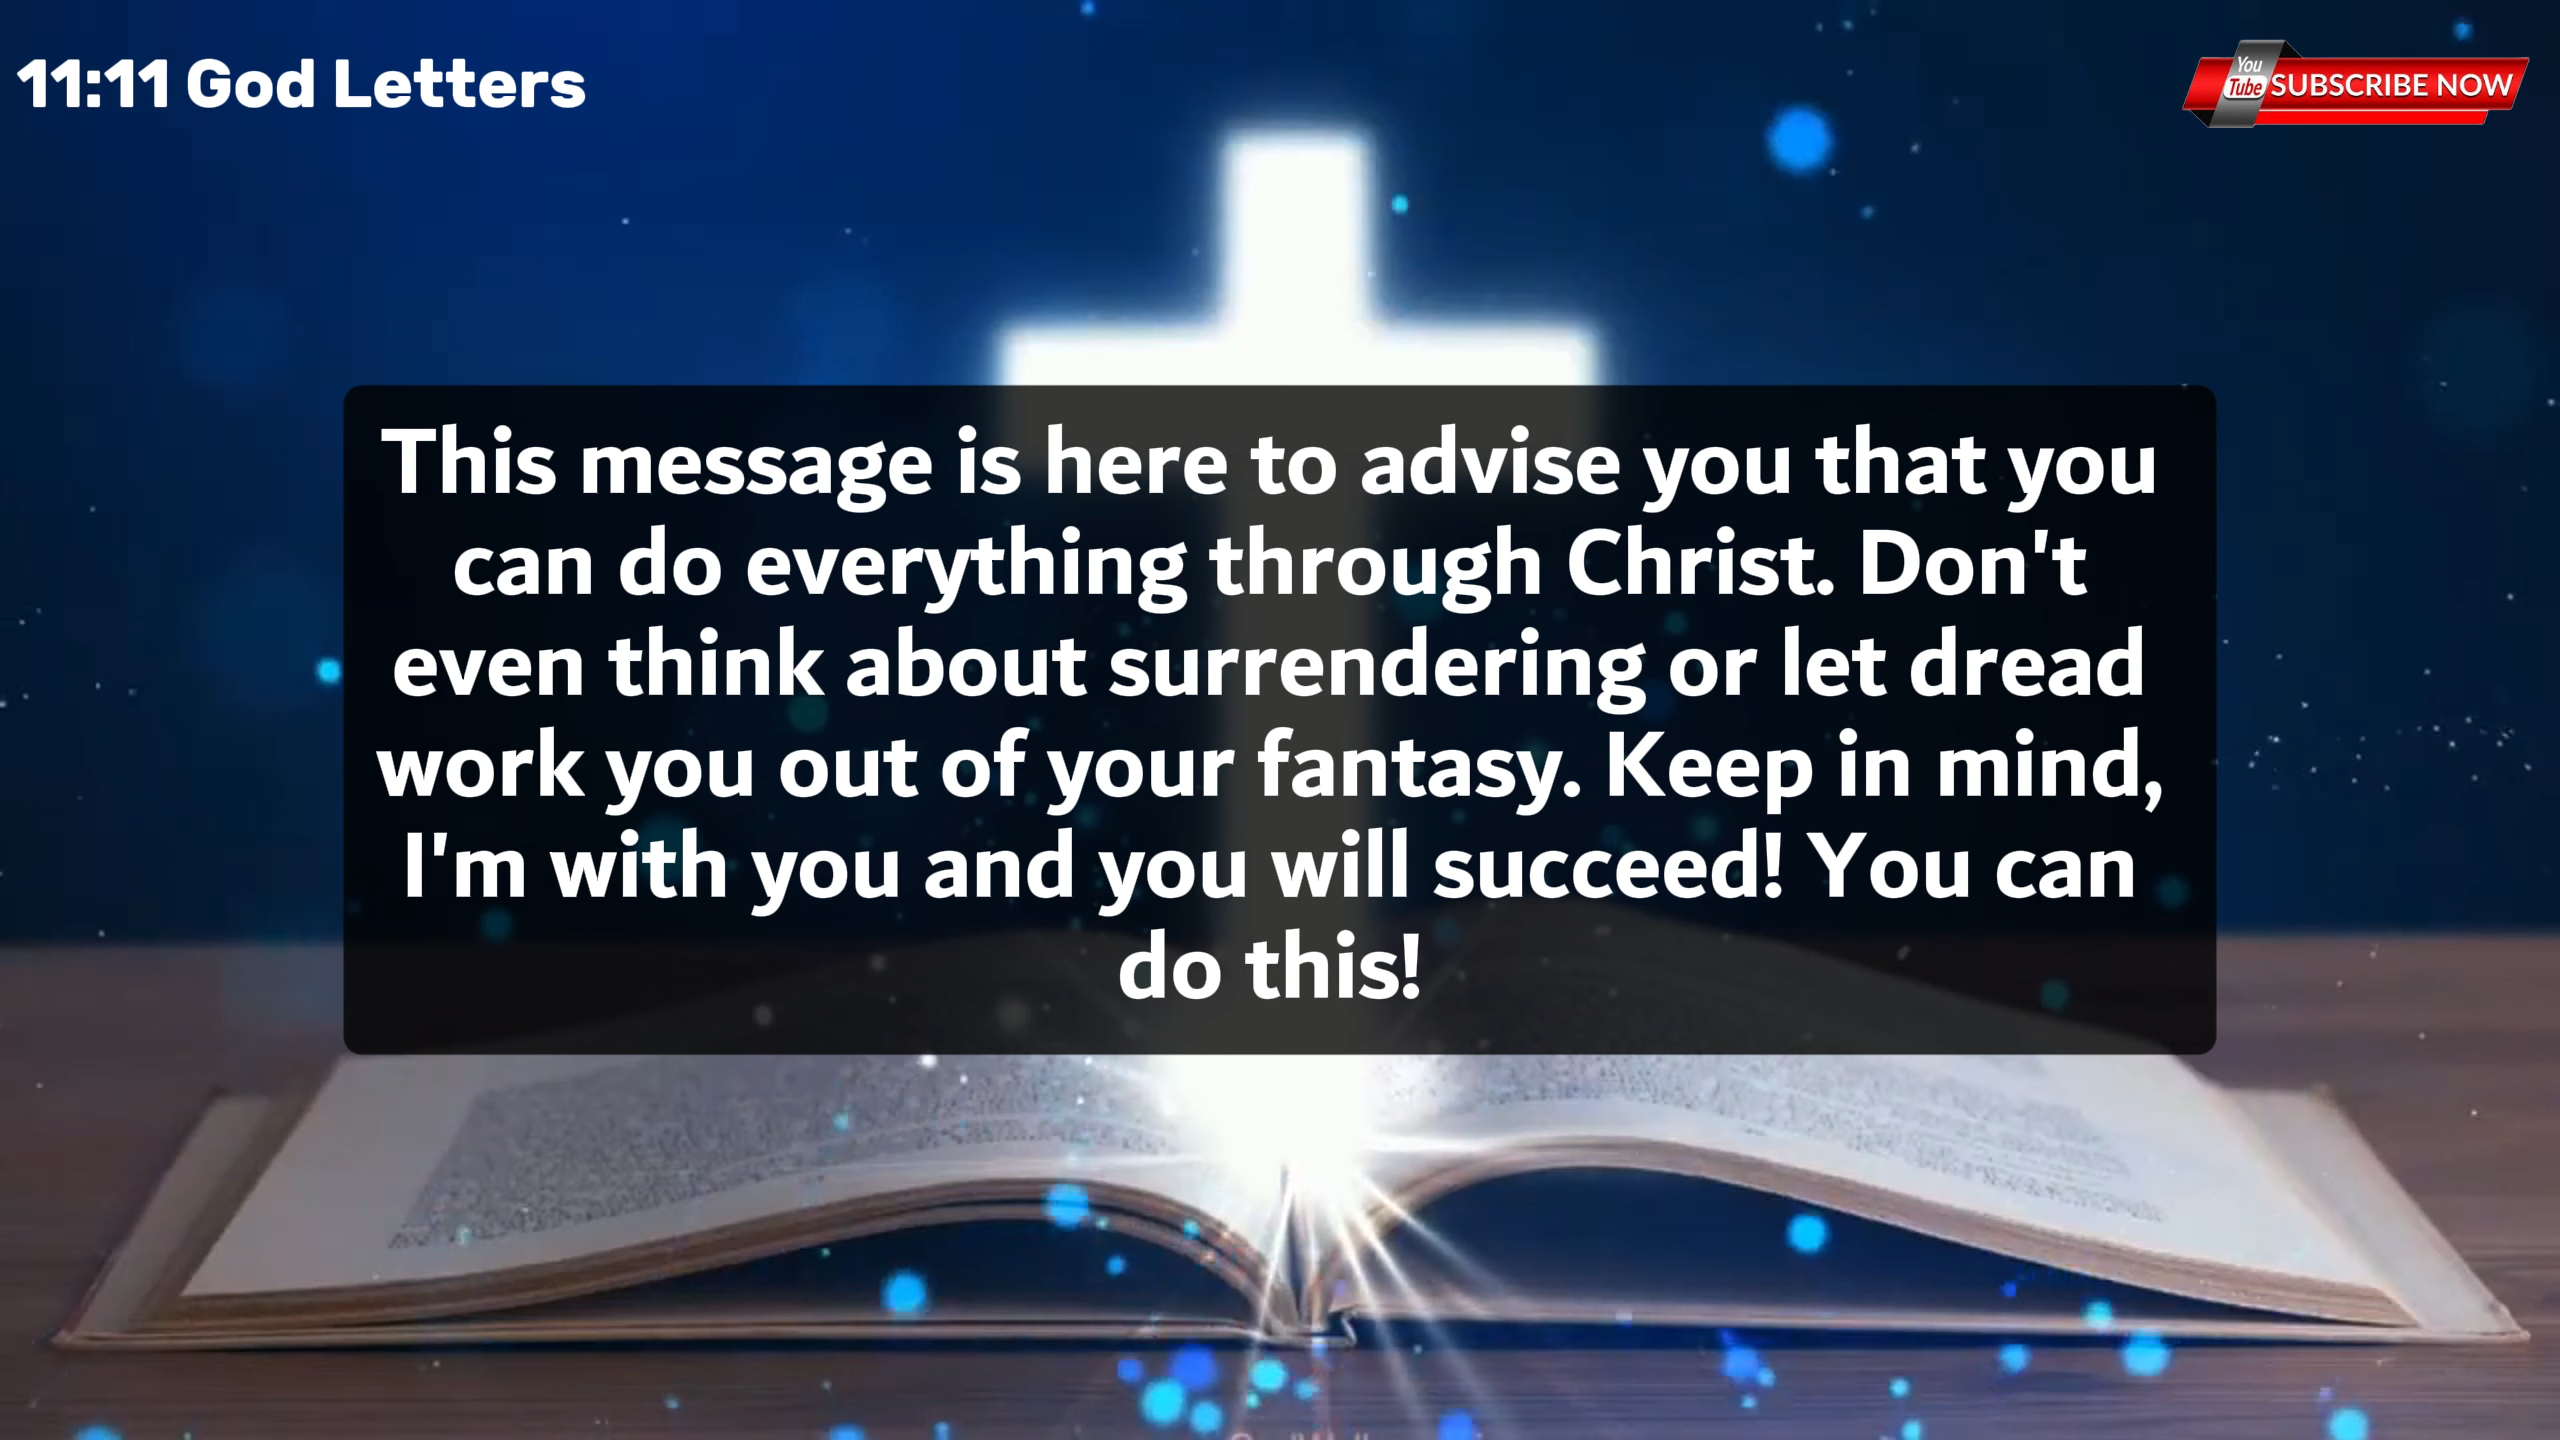 11:11 God Letters
You
Tube
SUBSCRIBE NOW
This message is here to advise you that you
can do everything through Christ. Don't
even think about surrendering or let dread
work you out of your fantasy. Keep in mind,
I'm with you and you will succeed! You can
do this!